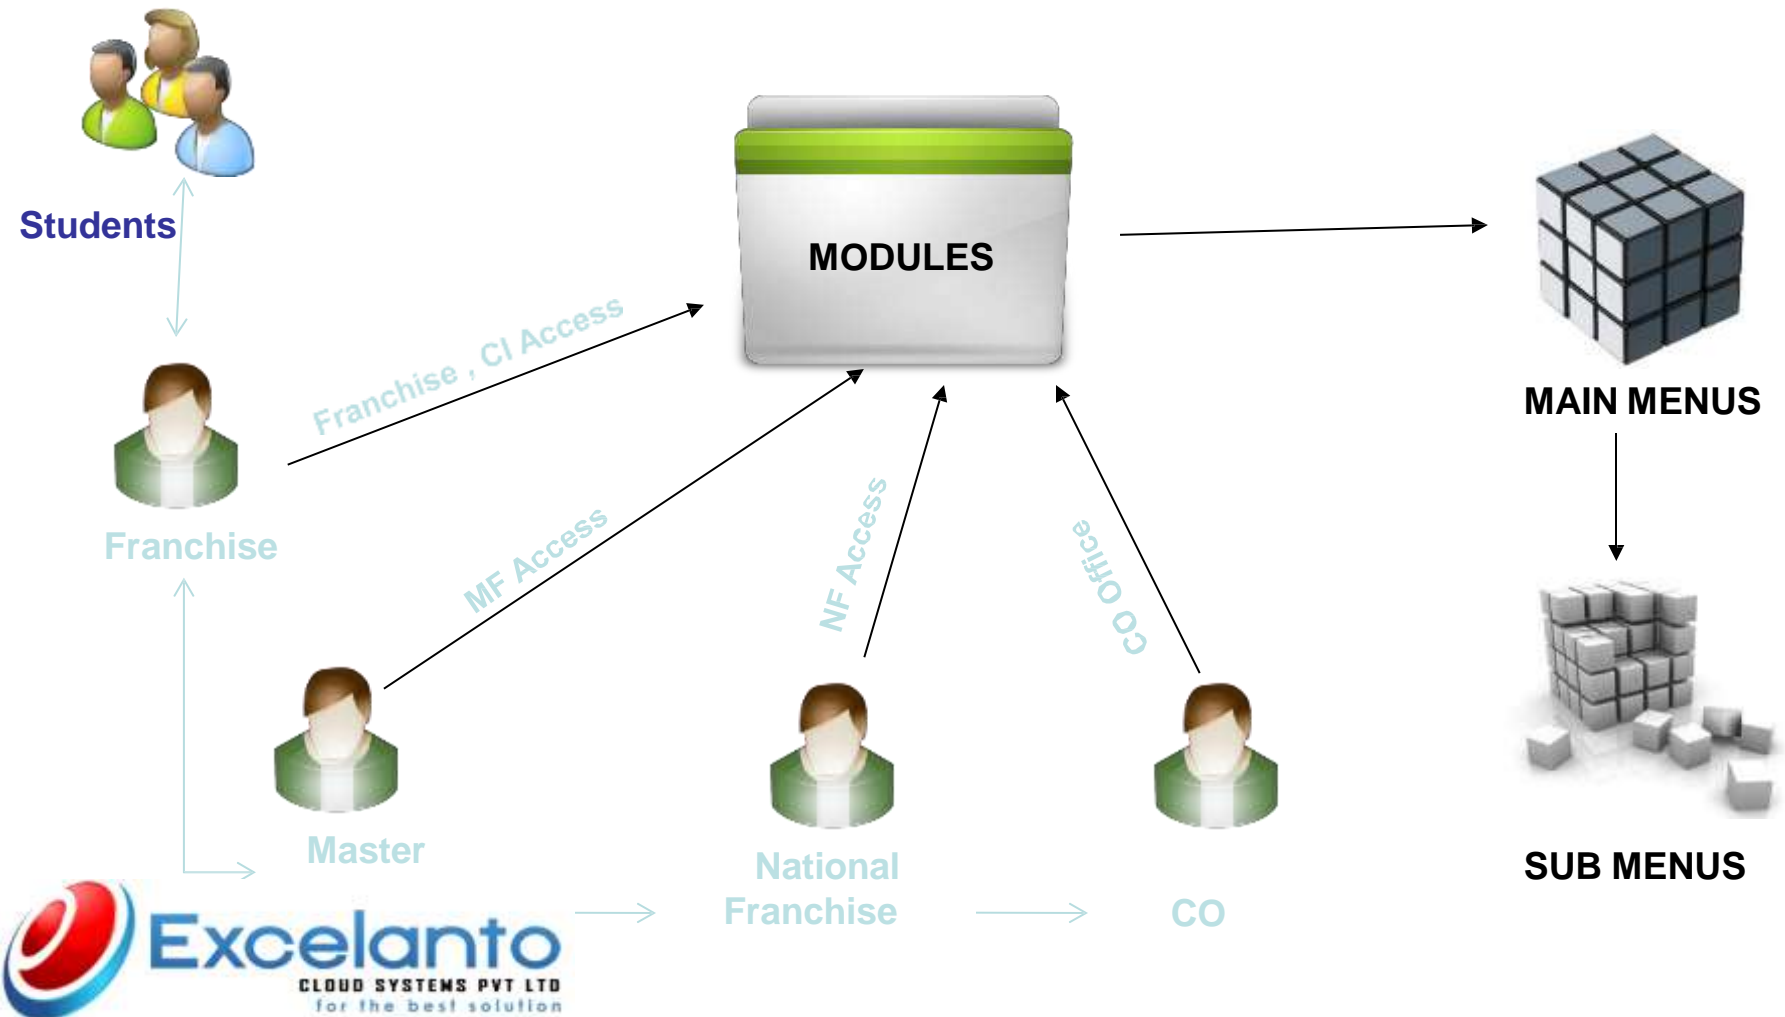 Students
MODULES
Franchise , CI Access
MAIN MENUS
Franchise
MF Access
NF Access
CO Office
Master
National
Franchise
CO
SUB MENUS
Excelanto
CLOUD SYSTEMS PVT LTD
for the best solution